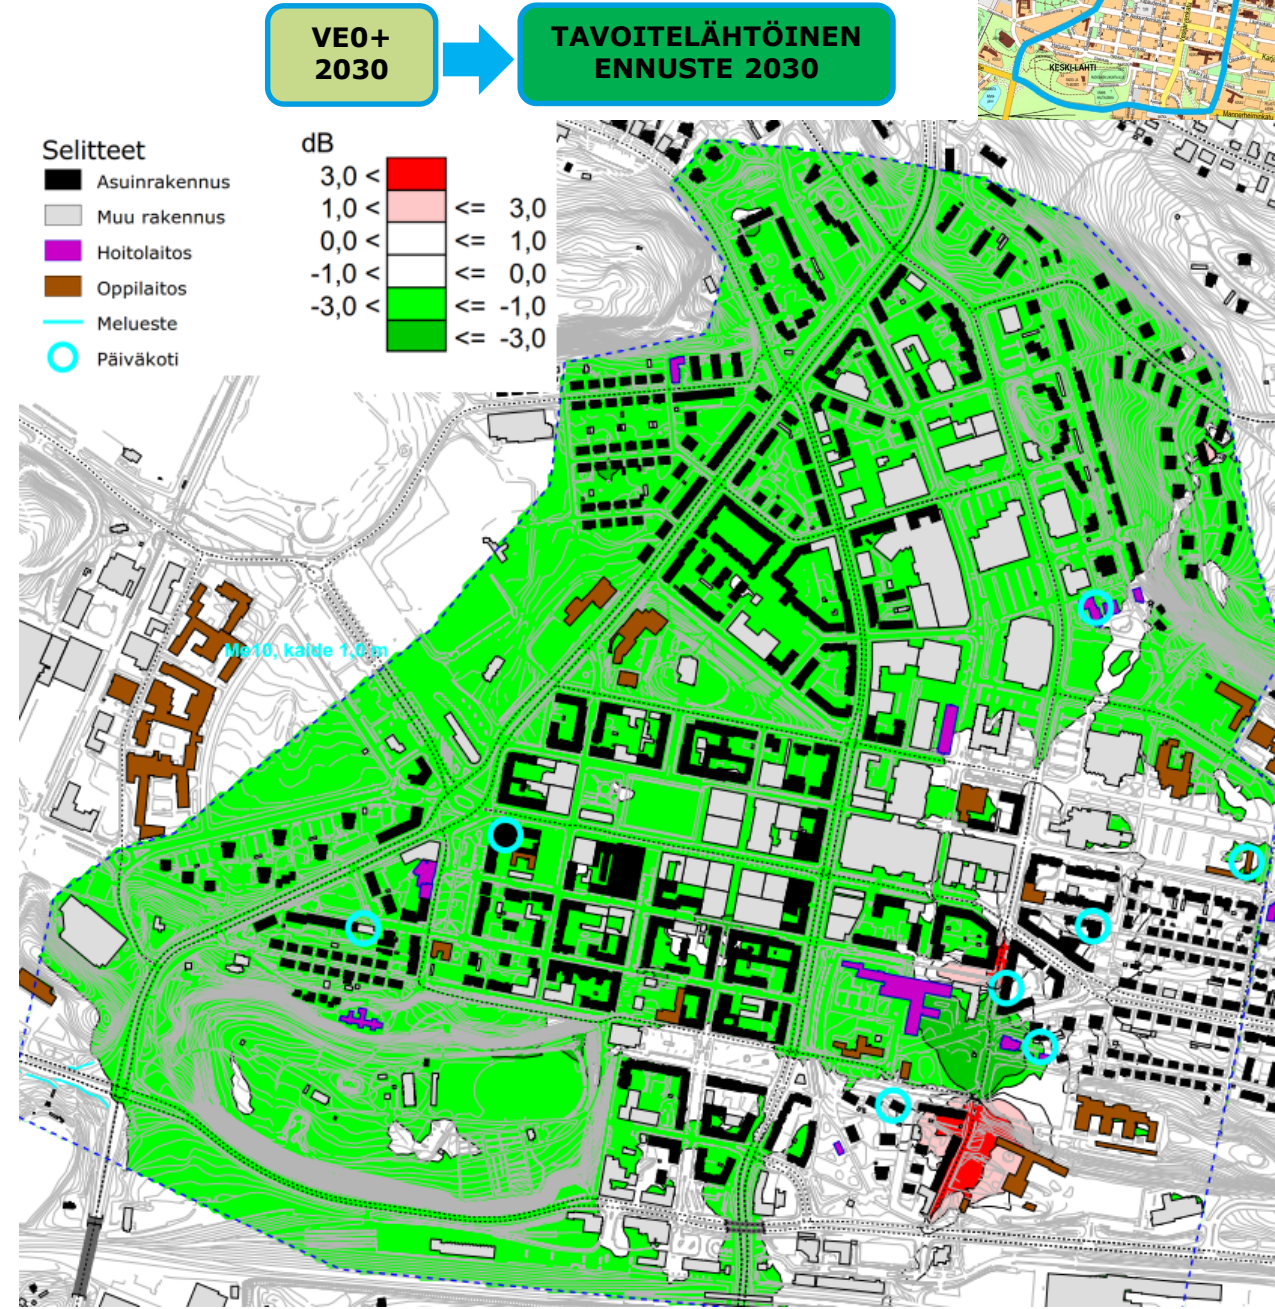 VE0+
2030
TAVOITELÄHTÖINEN
ENNUSTE 2030
KESKI-LAHTI
Mannerheiminkatu
Selitteet
Asuinrakennus
Muu rakennus
Hoitolaitos
Oppilaitos
Melueste
Päiväkoti
dB
3,0 <
1,0 < <= 3,0
0,0 < <= 1,0
-1,0 < <= 0,0
-3,0 < <= -1,0
<= -3,0
Me10, kaide 1,0 m